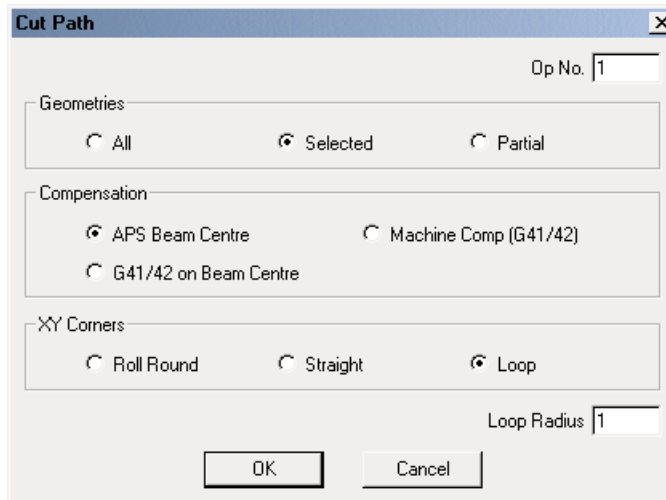 Cut Path
Op No. 1
Geometries
All Selected Partial
Compensation
APS Beam Centre Machine Comp (G41/42)
G41/42 on Beam Centre
XY Corners
Roll Round Straight Loop
Loop Radius 1
OK Cancel